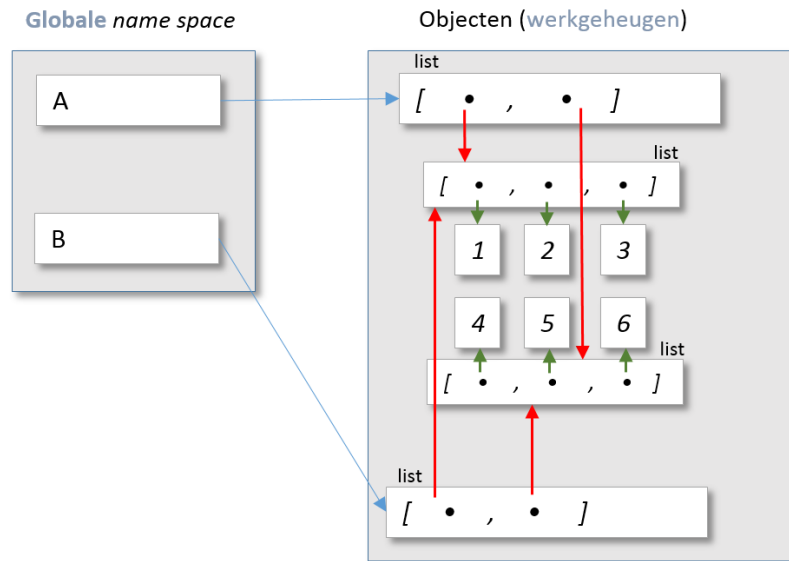 Globale name space
Objecten (werkgeheugen)
list
A
[ • , • ]
list
[ • , • , • ]
B
1 2 3
4 5 6
list
[ • , • , • ]
list
[ • , • ]